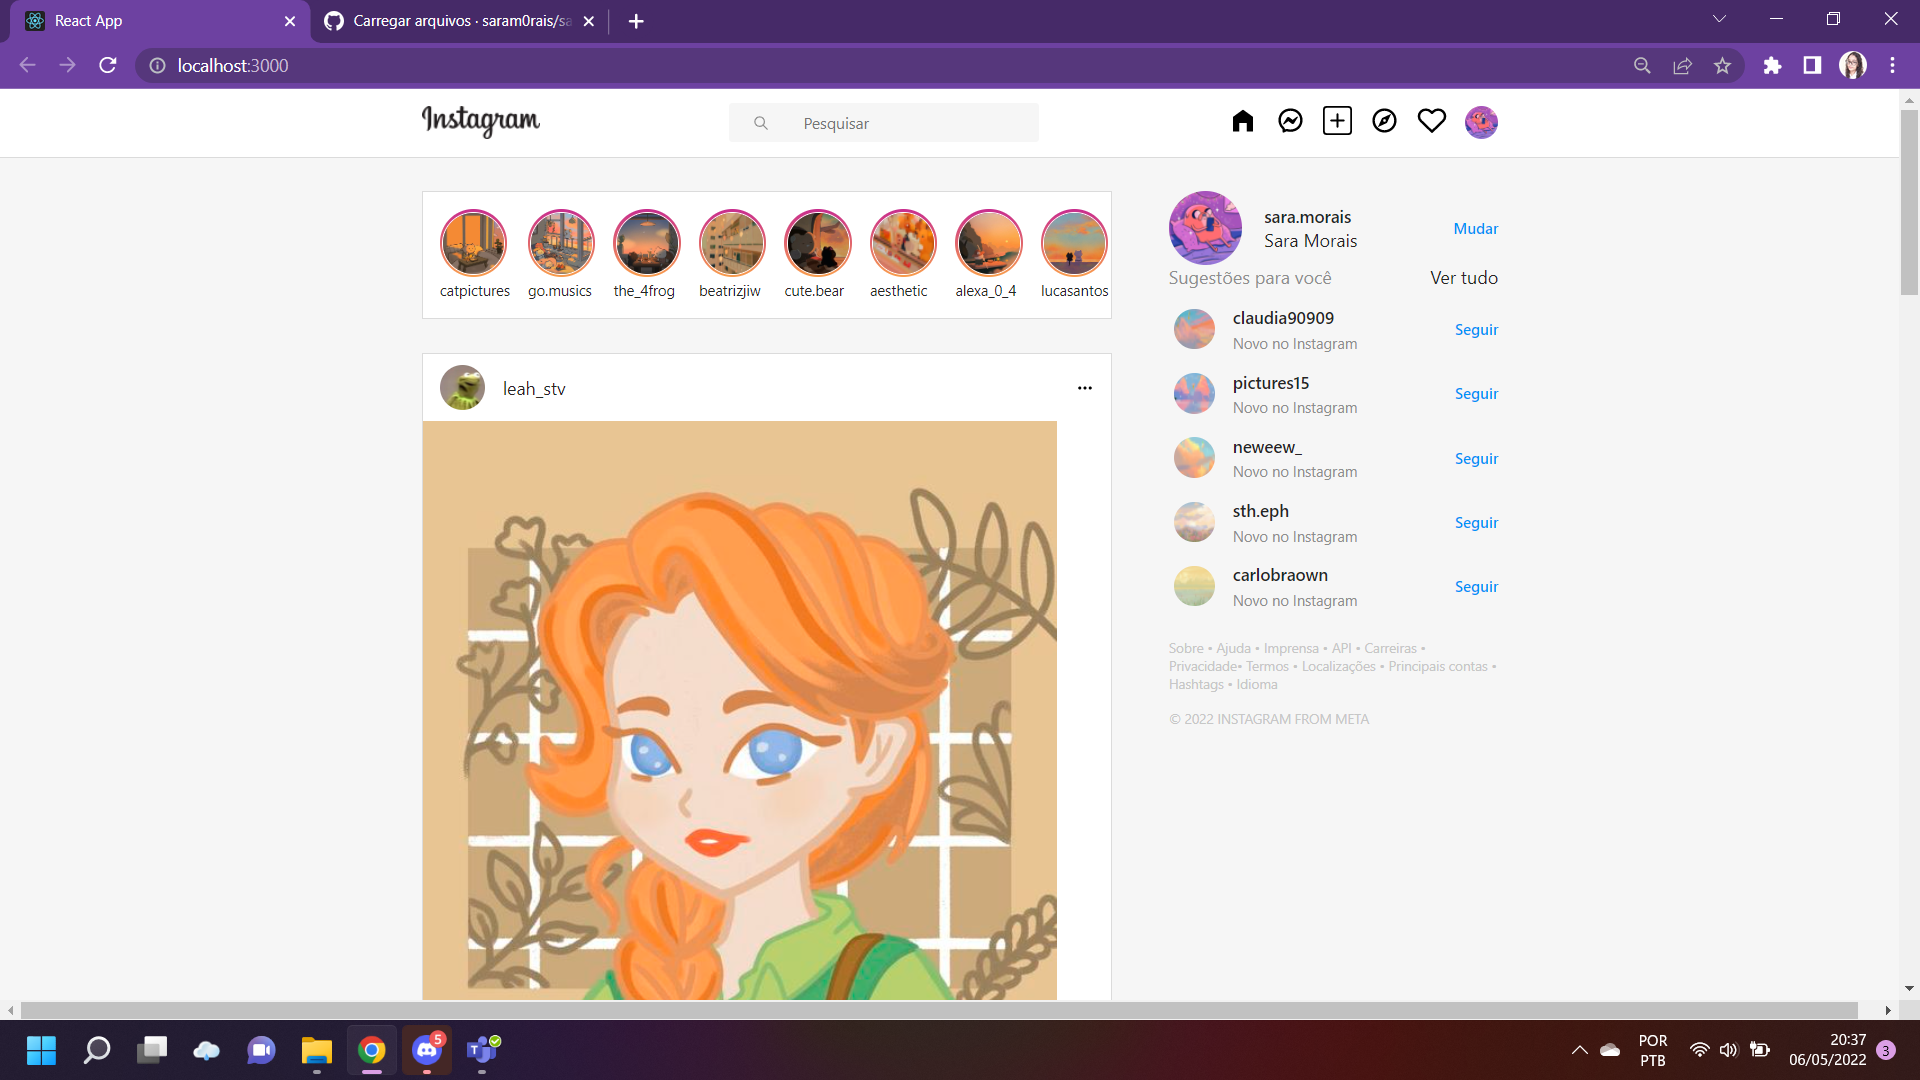 React App
Carregar arquivos · saram0rais/sa
localhost:3000
Instagram
Pesquisar
catpictures
go.musics
the_4frog
beatrizjiw
cute.bear
aesthetic
alexa_0_4
lucasantos
sara.morais
Sara Morais
Mudar
Sugestões para você
Ver tudo
claudia90909
Novo no Instagram
Seguir
pictures15
Novo no Instagram
Seguir
neweew_
Novo no Instagram
Seguir
sth.eph
Novo no Instagram
Seguir
carlobraown
Novo no Instagram
Seguir
Sobre • Ajuda • Imprensa • API • Carreiras •
Privacidade• Termos • Localizações • Principais contas •
Hashtags • Idioma
© 2022 INSTAGRAM FROM META
leah_stv
5
POR
PTB
20:37
06/05/2022
3